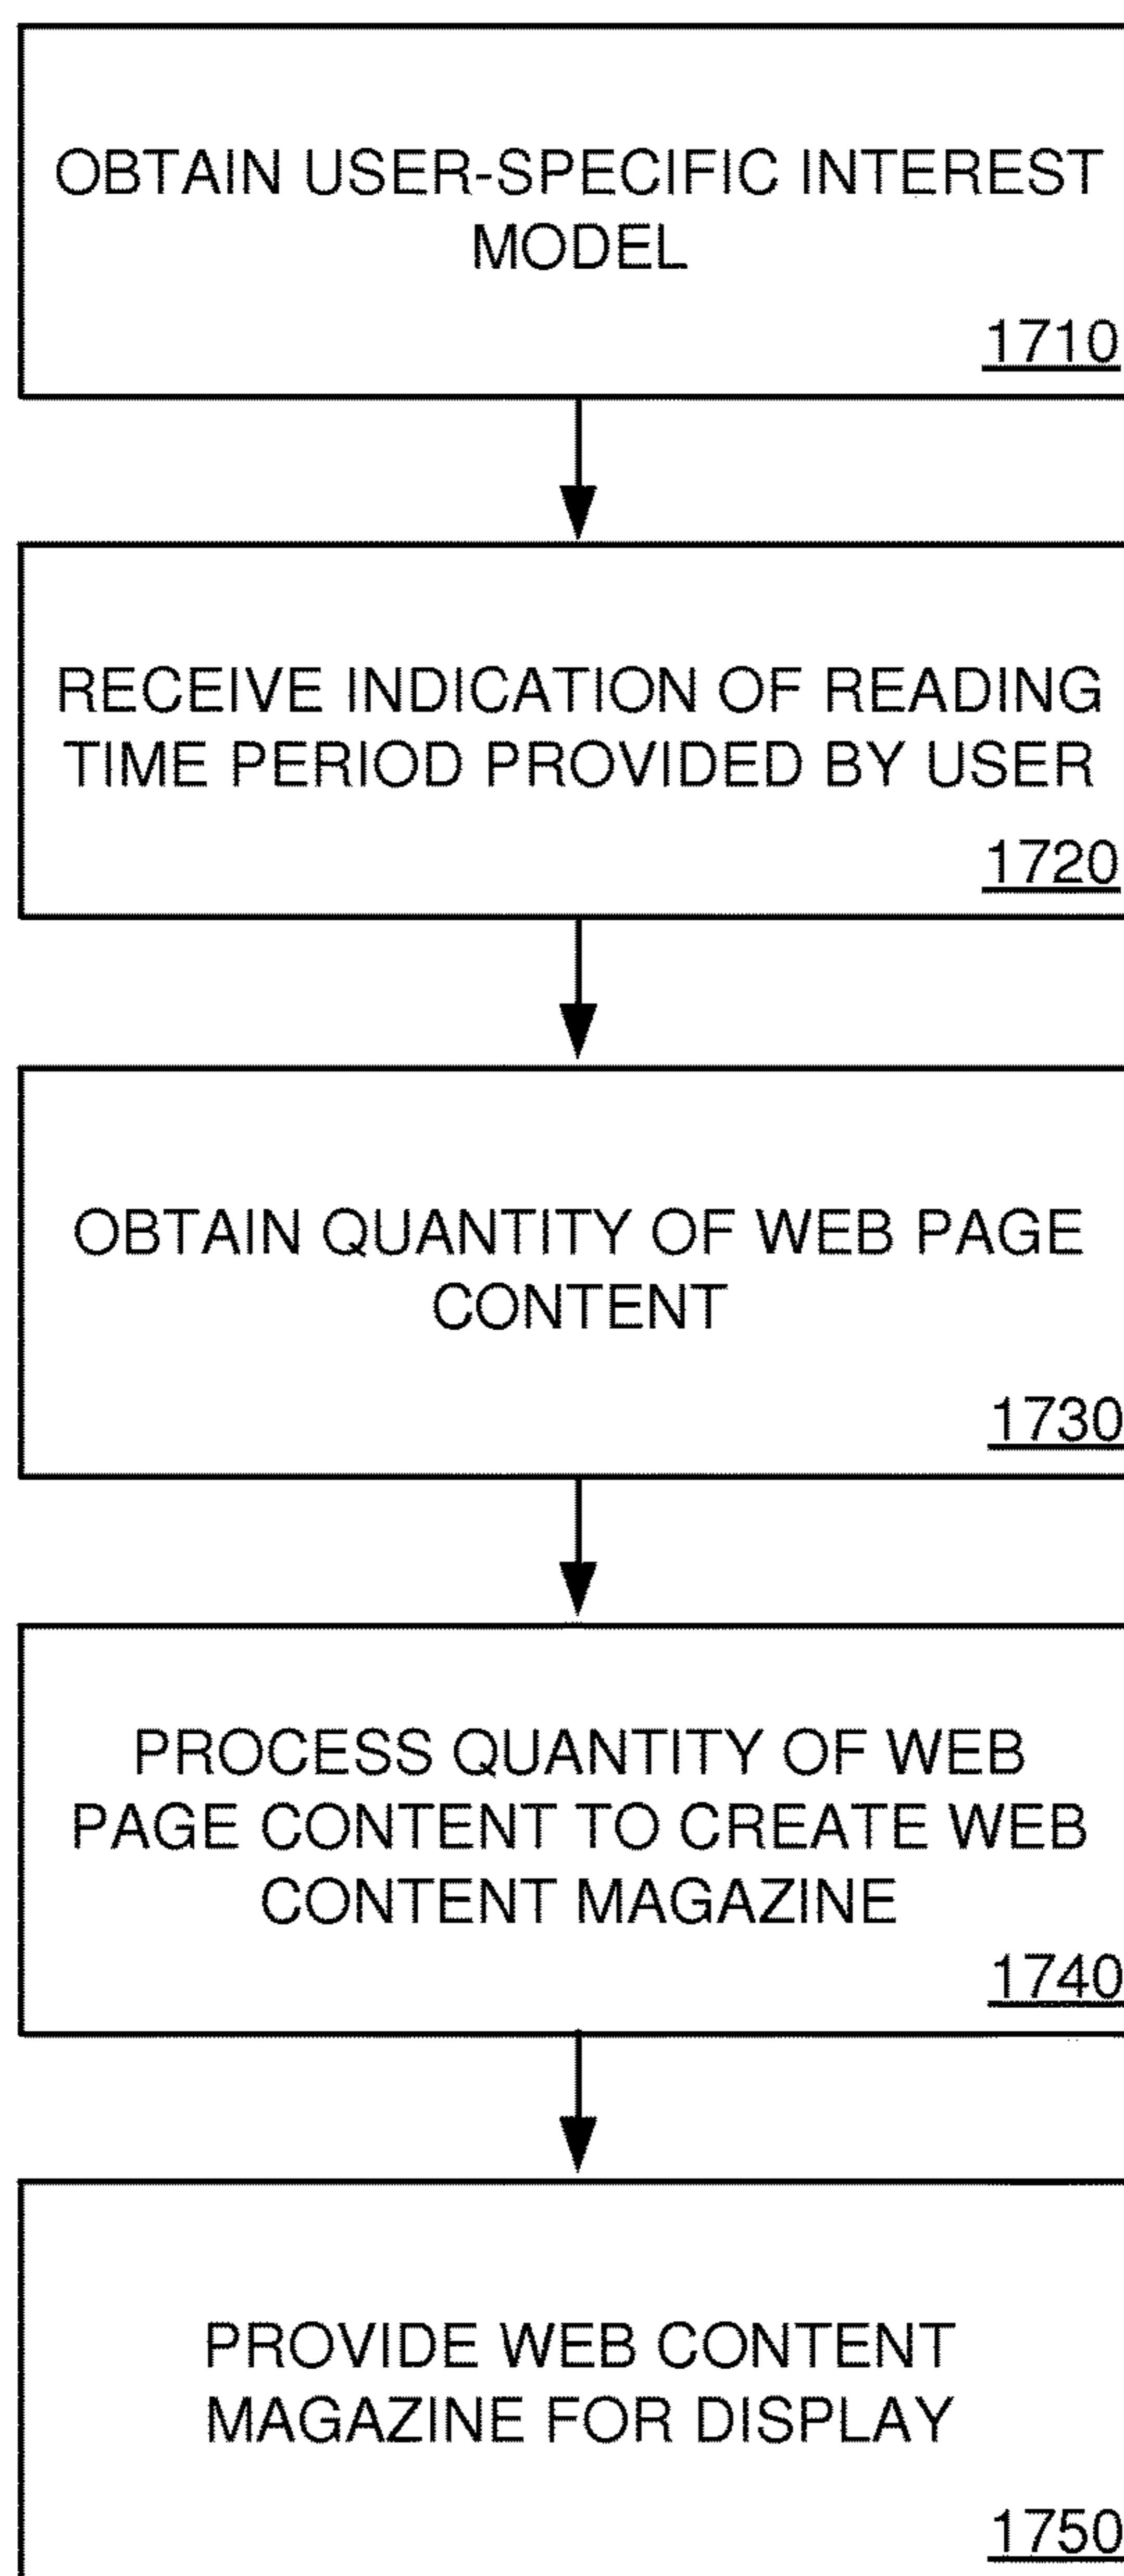 OBTAIN USER-SPECIFIC INTEREST
MODEL
1710
RECEIVE INDICATION OF READING
TIME PERIOD PROVIDED BY USER
1720
OBTAIN QUANTITY OF WEB PAGE
CONTENT
1730
PROCESS QUANTITY OF WEB
PAGE CONTENT TO CREATE WEB
CONTENT MAGAZINE
1740
PROVIDE WEB CONTENT
MAGAZINE FOR DISPLAY
1750